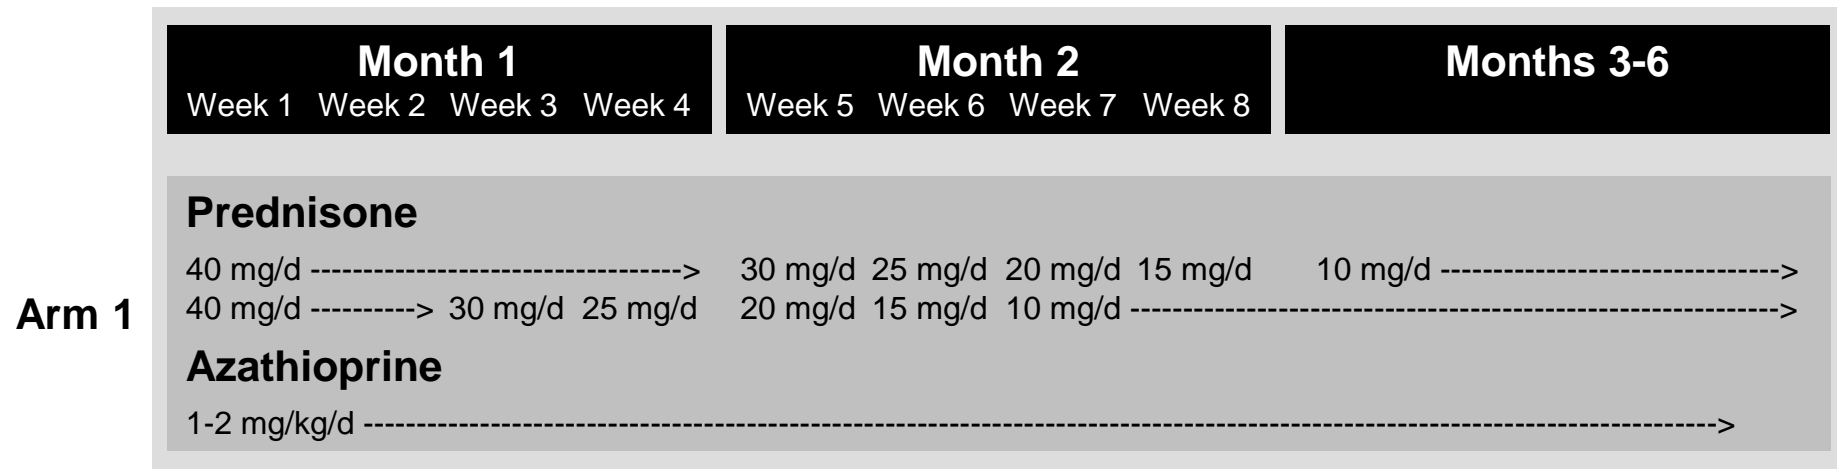 Month 1 Month 2 Months 3-6
Week 1 Week 2 Week 3 Week 4 Week 5 Week 6 Week 7 Week 8
Prednisone
40 mg/d -----------------------------------> 30 mg/d 25 mg/d 20 mg/d 15 mg/d 10 mg/d -------------------------------->
Arm 1
40 mg/d ----------> 30 mg/d 25 mg/d 20 mg/d 15 mg/d 10 mg/d -------------------------------------------------------------->
Azathioprine
1-2 mg/kg/d --------------------------------------------------------------------------------------------------------------------------------->